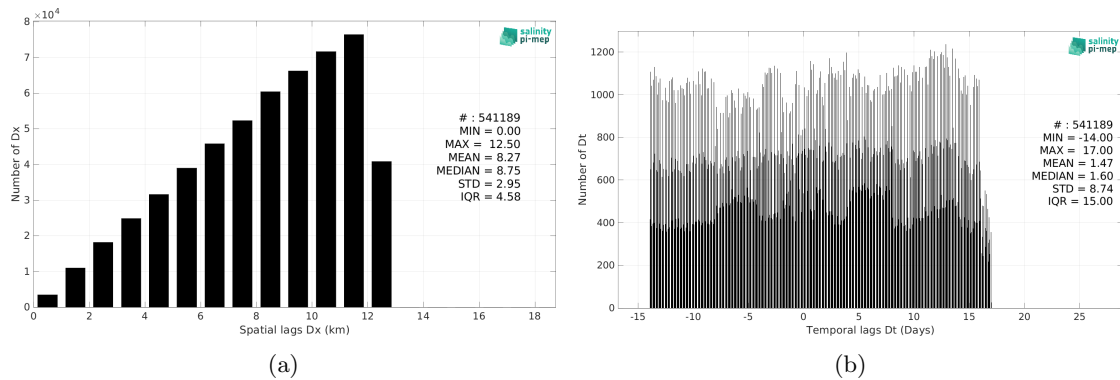 ×10^4
8
7
6
5
4
3
2
1
0
Number of Dx
0 2 4 6 8 10 12 14 16 18
Spatial lags Dx (km)
salinity
pi-mep
# : 541189
MIN = 0.00
MAX = 12.50
MEAN = 8.27
MEDIAN = 8.75
STD = 2.95
IQR = 4.58
(a)
1200
1000
800
600
400
200
0
Number of Dt
-15 -10 -5 0 5 10 15 20 25
Temporal lags Dt (Days)
salinity
pi-mep
# : 541189
MIN = -14.00
MAX = 17.00
MEAN = 1.47
MEDIAN = 1.60
STD = 8.74
IQR = 15.00
(b)